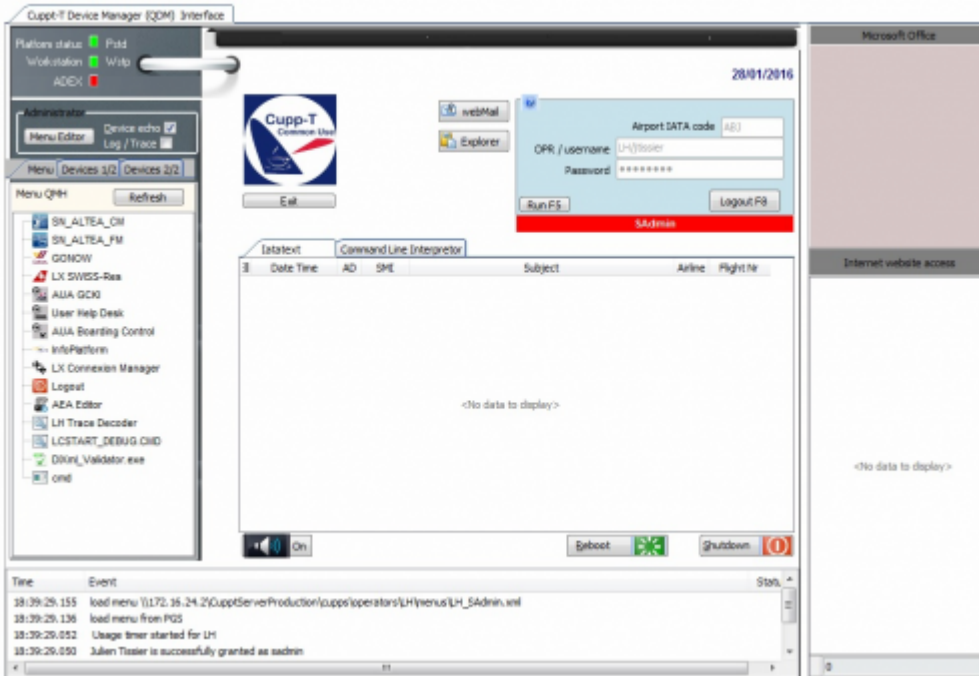 Cuppt-T Device Manager (QDM) Interface
Platform status Pstd
Workstation Wstp
ADEX
Administrator
Menu Editor
Device echo
Log / Trace
Menu Devices 1/2 Devices 2/2
Menu QMH Refresh
SN_ALTEA_CM
SN_ALTEA_FM
GONOW
LX SWISS-Rea
AUA GCKI
User Help Desk
AUA Boarding Control
InfoPlatform
LX Connexion Manager
Logout
AEA Editor
LH Trace Decoder
LCSTART_DEBUG.CMD
DIXml_Validator.exe
cmd
28/01/2016
Cupp-T
Common Use
Exit
webMail
Explorer
Airport IATA code ABJ
OPR / username LH/jtissier
Password ********
Run F5 Logout F8
SAdmin
Iatatext Command Line Interpretor
Date Time AD SMI Subject Airline Flight Nr
<No data to display>
On
Reboot Shutdown
Microsoft Office
Internet website access
<No data to display>
0
Time Event Statu
18:39:29.155 load menu \\172.16.24.2\CupptServerProduction\cupps\operators\LH\menus\LH_SAdmin.xml
18:39:29.136 load menu from PGS
18:39:29.052 Usage timer started for LH
18:39:29.050 Julien Tissier is successfully granted as sadmin